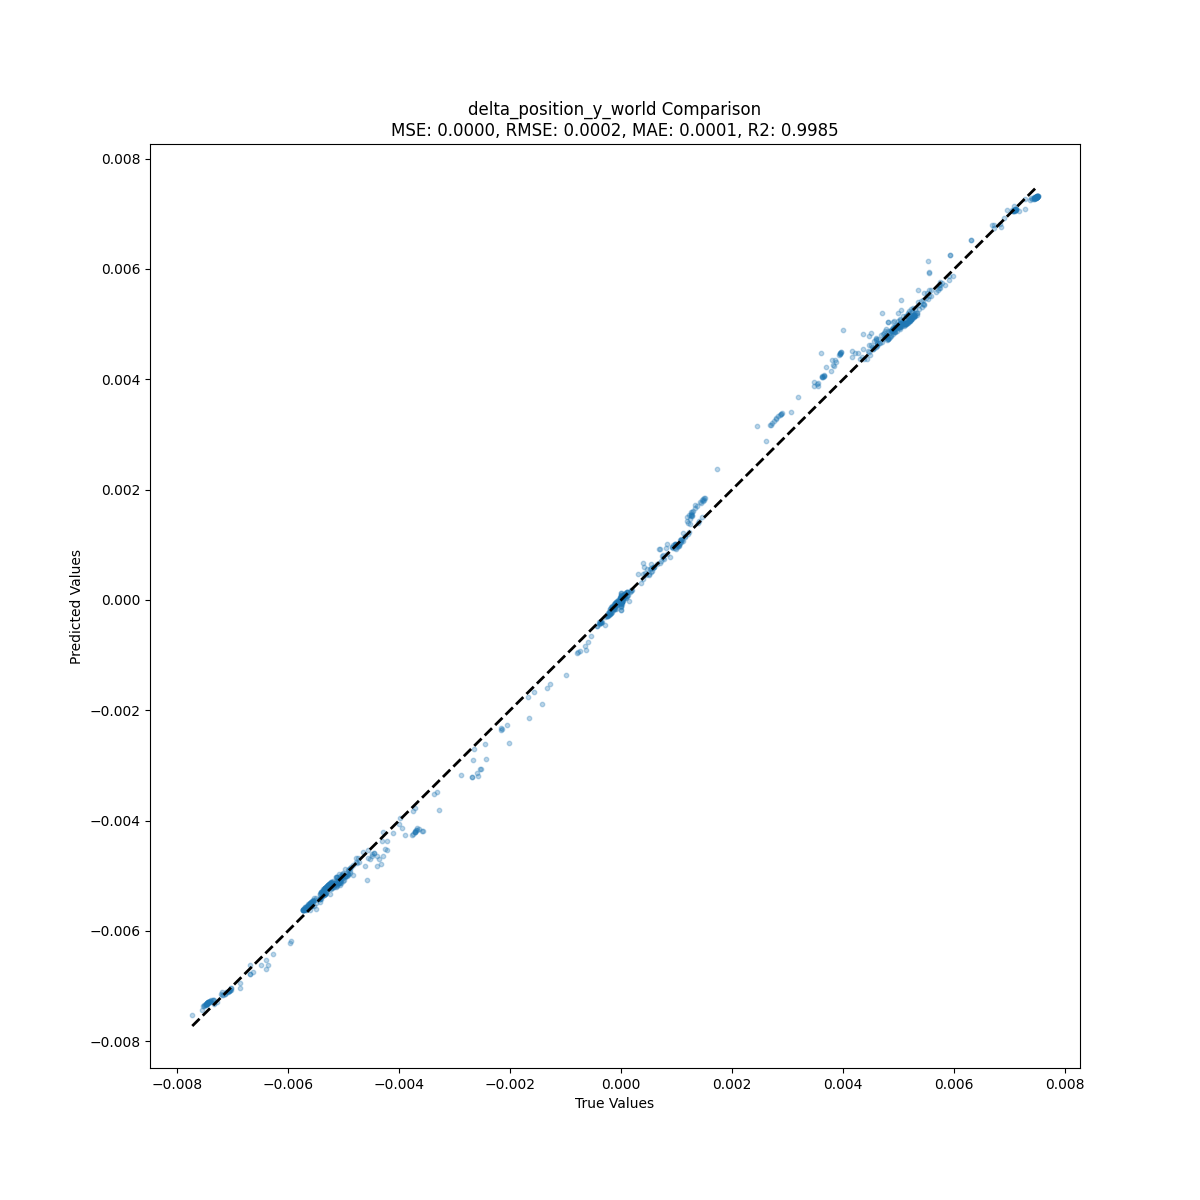 delta_position_y_world Comparison
MSE: 0.0000, RMSE: 0.0002, MAE: 0.0001, R2: 0.9985
0.008
0.006
0.004
0.002
0.000
−0.002
−0.004
−0.006
−0.008
Predicted Values
−0.008 −0.006 −0.004 −0.002 0.000 0.002 0.004 0.006 0.008
True Values